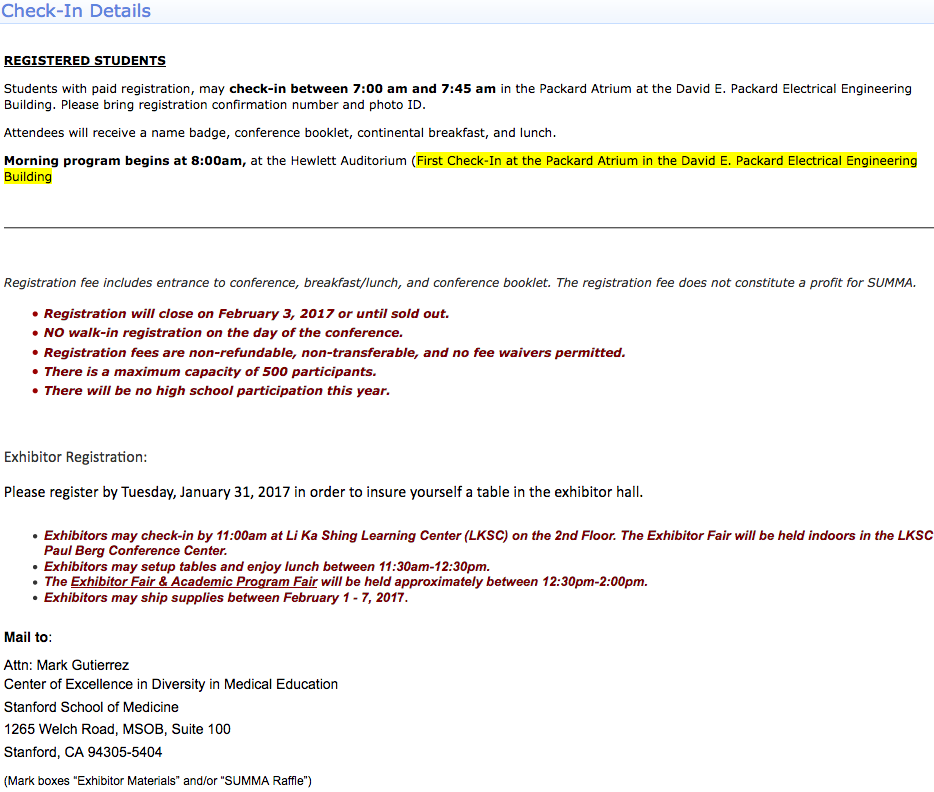 Check-In Details
REGISTERED STUDENTS
Students with paid registration, may check-in between 7:00 am and 7:45 am in the Packard Atrium at the David E. Packard Electrical Engineering
Building. Please bring registration confirmation number and photo ID.
Attendees will receive a name badge, conference booklet, continental breakfast, and lunch.
Morning program begins at 8:00am, at the Hewlett Auditorium (First Check-In at the Packard Atrium in the David E. Packard Electrical Engineering
Building
Registration fee includes entrance to conference, breakfast/lunch, and conference booklet. The registration fee does not constitute a profit for SUMMA.
• Registration will close on February 3, 2017 or until sold out.
• NO walk-in registration on the day of the conference.
• Registration fees are non-refundable, non-transferable, and no fee waivers permitted.
• There is a maximum capacity of 500 participants.
• There will be no high school participation this year.
Exhibitor Registration:
Please register by Tuesday, January 31, 2017 in order to insure yourself a table in the exhibitor hall.
• Exhibitors may check-in by 11:00am at Li Ka Shing Learning Center (LKSC) on the 2nd Floor. The Exhibitor Fair will be held indoors in the LKSC
Paul Berg Conference Center.
• Exhibitors may setup tables and enjoy lunch between 11:30am-12:30pm.
• The Exhibitor Fair & Academic Program Fair will be held approximately between 12:30pm-2:00pm.
• Exhibitors may ship supplies between February 1 - 7, 2017.
Mail to:
Attn: Mark Gutierrez
Center of Excellence in Diversity in Medical Education
Stanford School of Medicine
1265 Welch Road, MSOB, Suite 100
Stanford, CA 94305-5404
(Mark boxes "Exhibitor Materials" and/or "SUMMA Raffle")